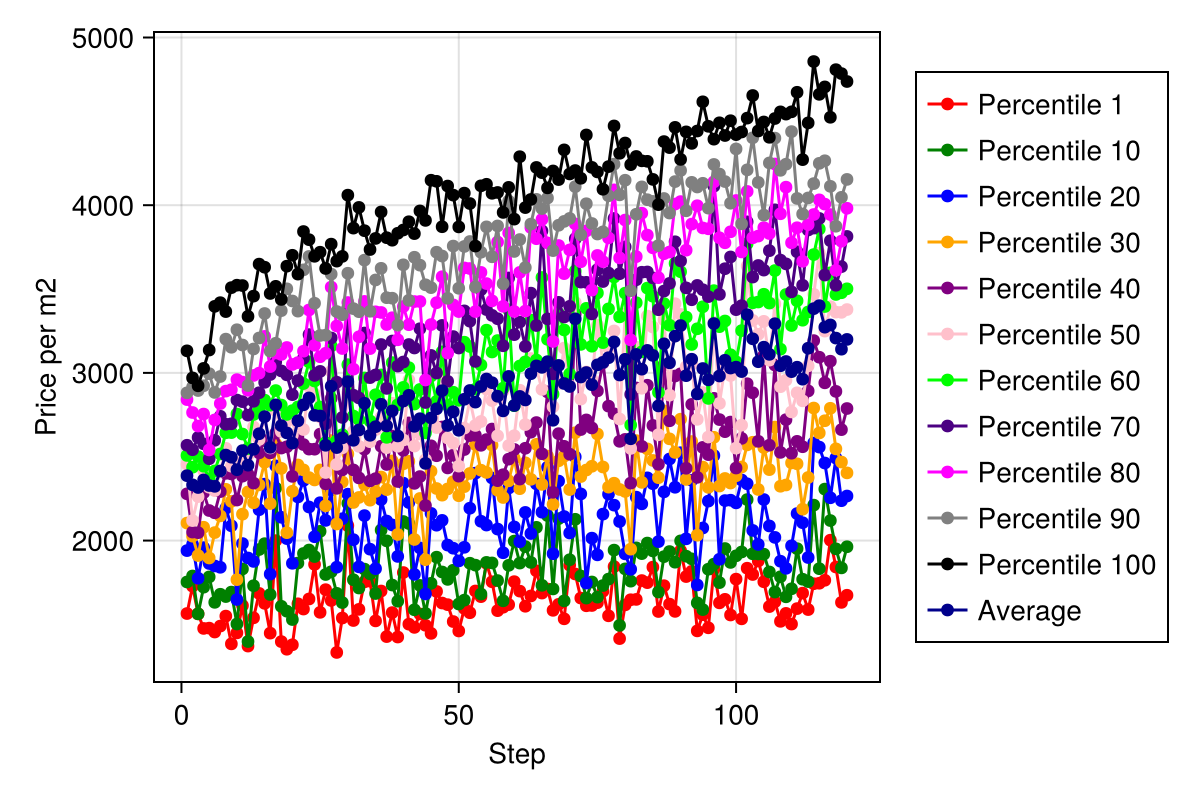 5000
4000
3000
2000
Price per m2
0
50
100
Step
Percentile 1
Percentile 10
Percentile 20
Percentile 30
Percentile 40
Percentile 50
Percentile 60
Percentile 70
Percentile 80
Percentile 90
Percentile 100
Average